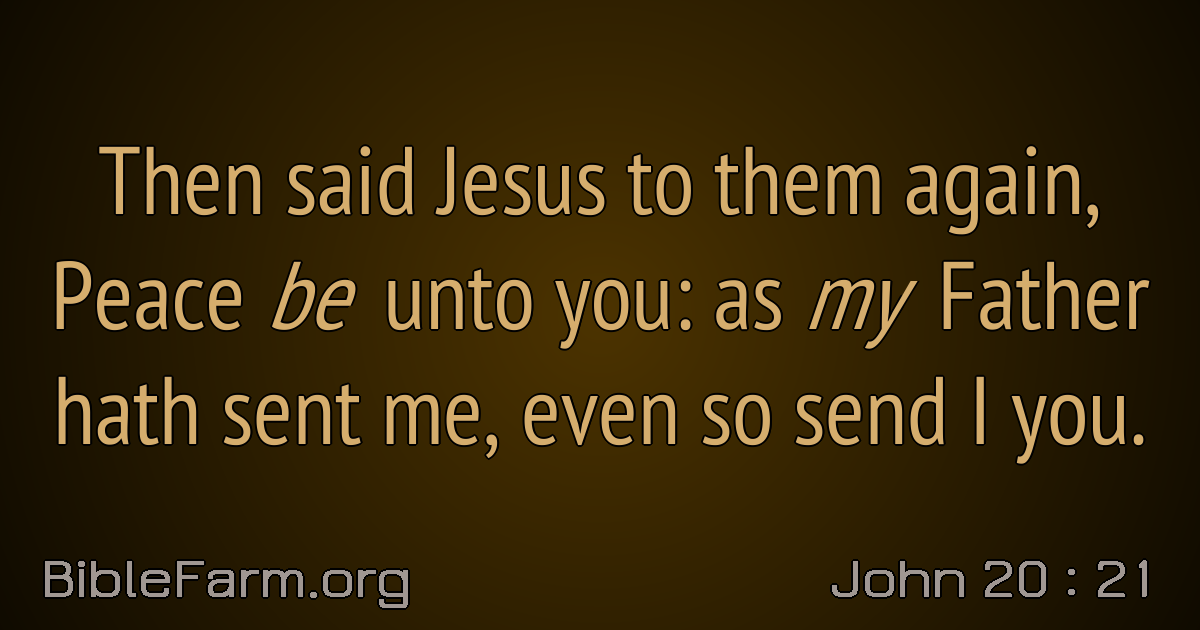 Then said Jesus to them again,
Peace be unto you: as my Father
hath sent me, even so send I you.
BibleFarm.org
John 20 : 21